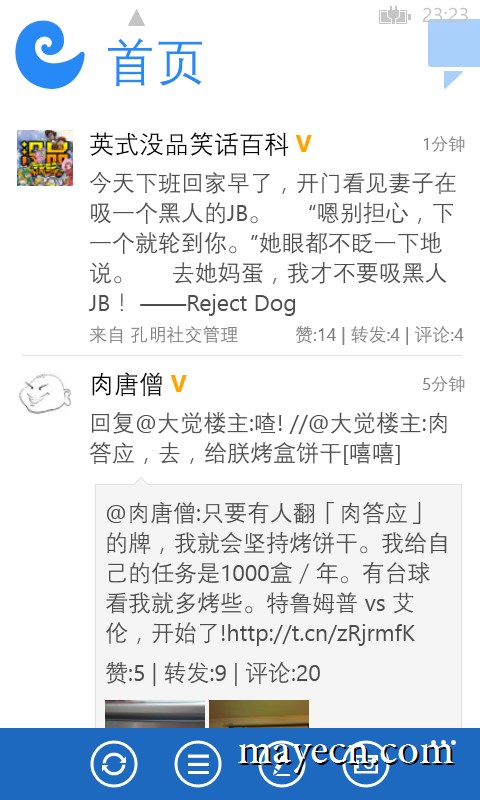 23:23
首页
英式没品笑话百科 V
1分钟
今天下班回家早了，开门看见妻子在
吸一个黑人的JB。 “嗯别担心，下
一个就轮到你。”她眼都不眨一下地
说。 去她妈蛋，我才不要吸黑人
JB！ ——Reject Dog
来自 孔明社交管理 赞:14 | 转发:4 | 评论:4
肉唐僧 V
5分钟
回复@大觉楼主:喳! //@大觉楼主:肉
答应，去，给朕烤盒饼干[嘻嘻]
@肉唐僧:只要有人翻「肉答应」
的牌，我就会坚持烤饼干。我给自
己的任务是1000盒 / 年。有台球
看我就多烤些。特鲁姆普 vs 艾
伦，开始了!http://t.cn/zRjrmfK
赞:5 | 转发:9 | 评论:20
mayecn.com